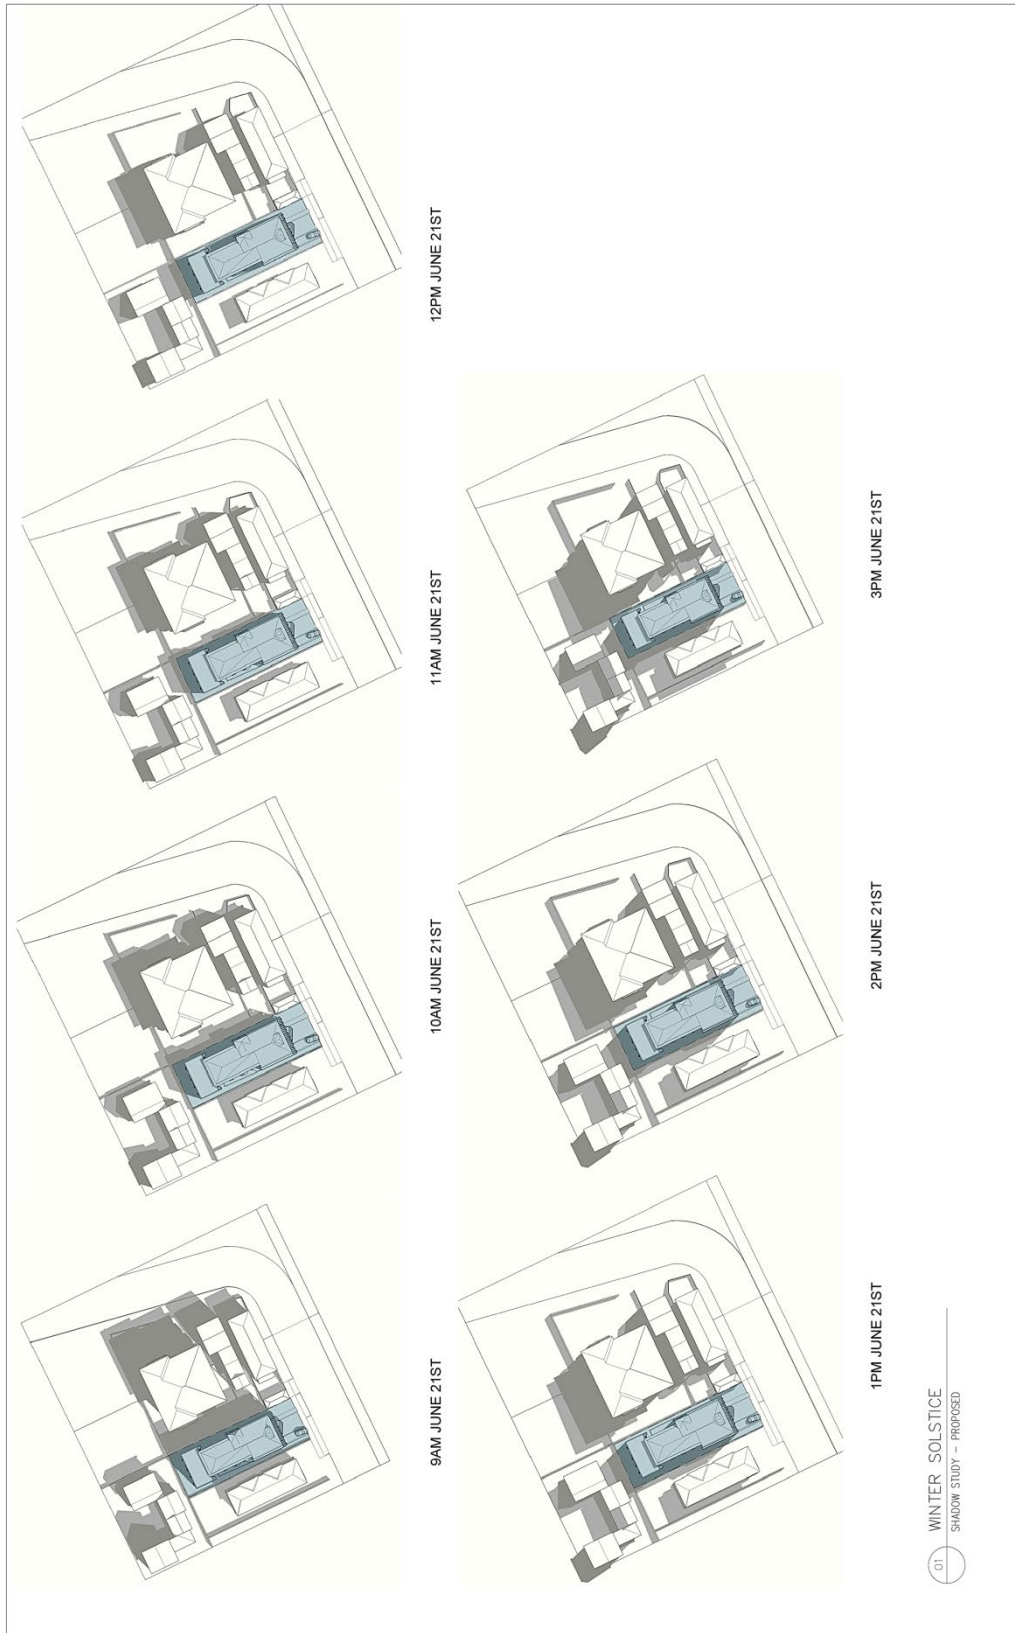 9AM JUNE 21ST
10AM JUNE 21ST
11AM JUNE 21ST
12PM JUNE 21ST
1PM JUNE 21ST
2PM JUNE 21ST
3PM JUNE 21ST
01
WINTER SOLSTICE
SHADOW STUDY - PROPOSED